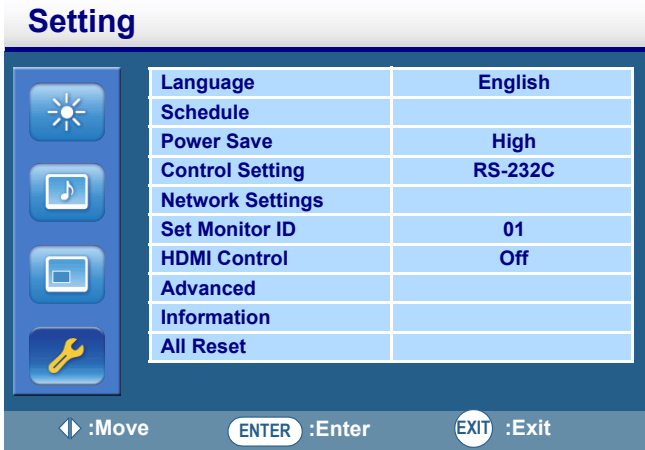 Setting
Language English
Schedule
Power Save High
Control Setting RS-232C
Network Settings
Set Monitor ID 01
HDMI Control Off
Advanced
Information
All Reset
:Move ENTER :Enter EXIT :Exit